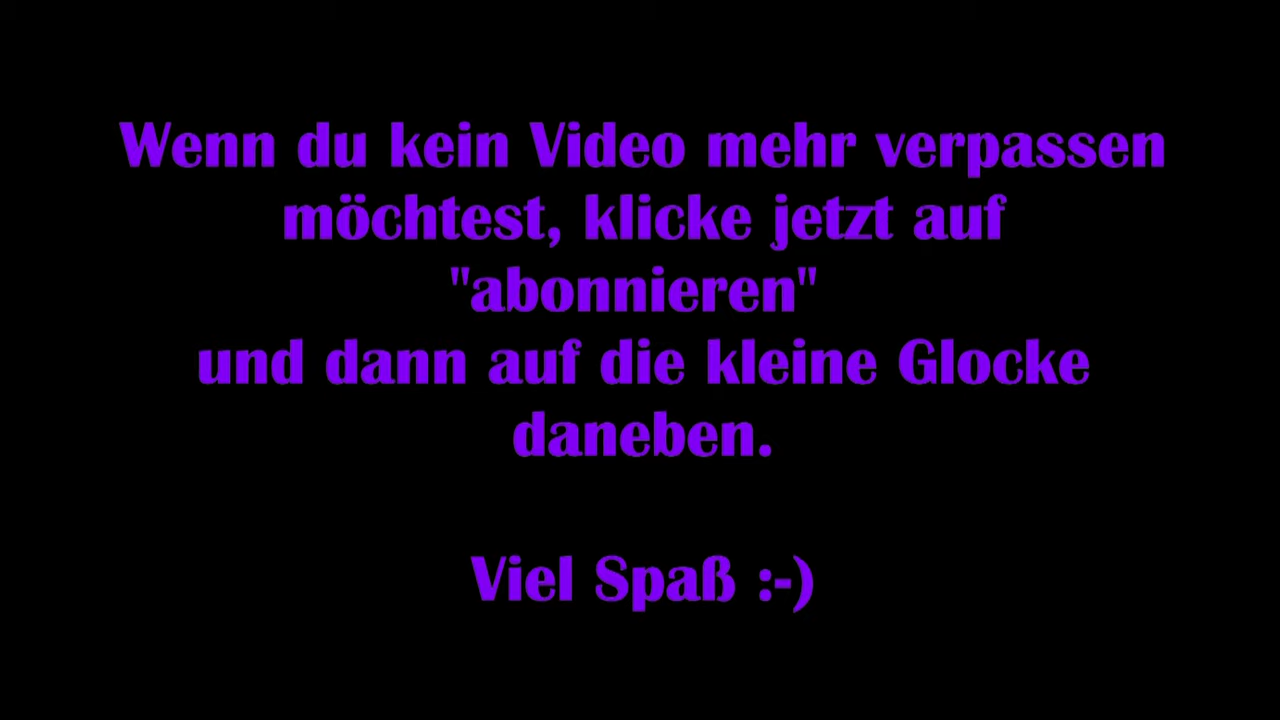 Wenn du kein Video mehr verpassen
möchtest, klicke jetzt auf
"abonnieren"
und dann auf die kleine Glocke
daneben.
Viel Spaß :-)